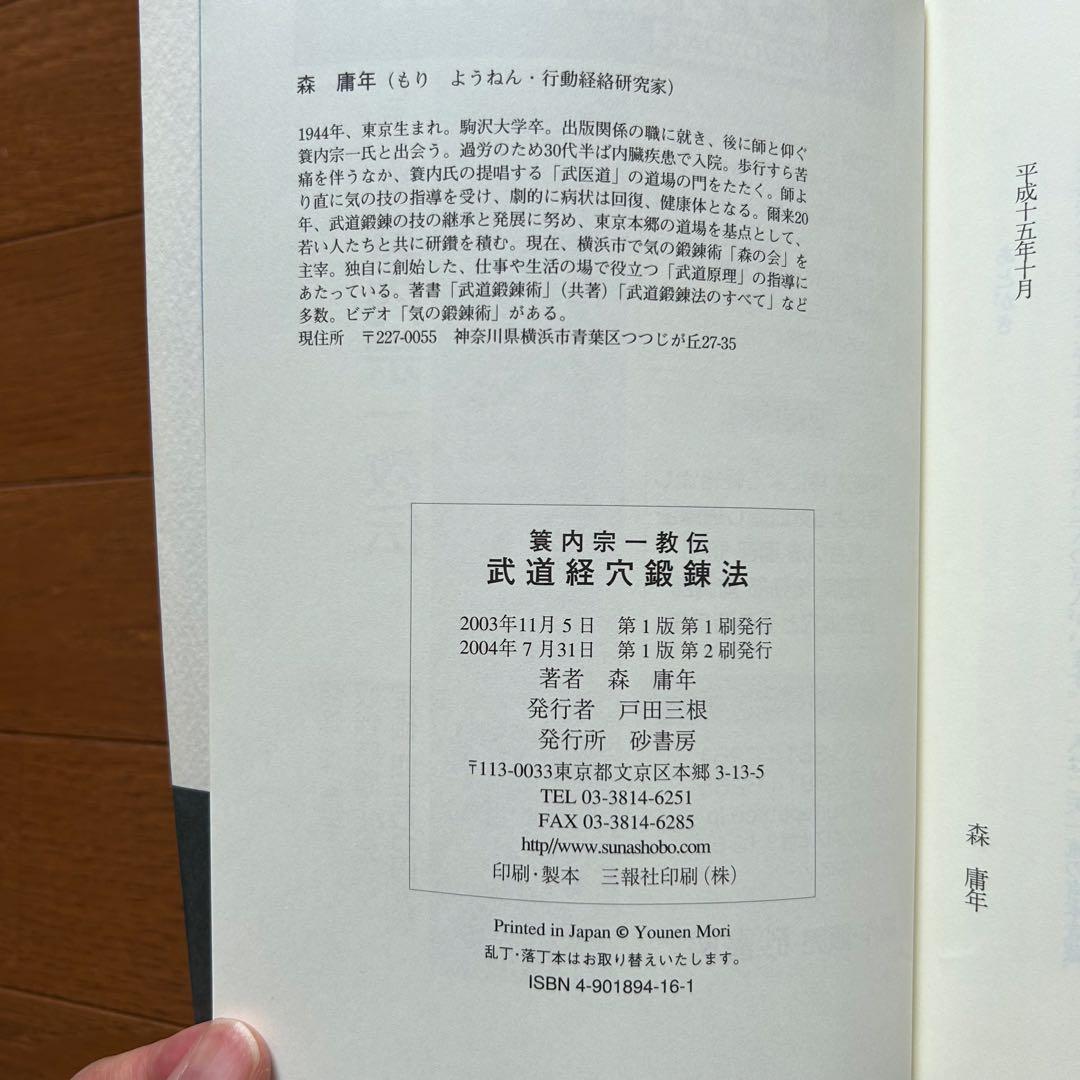 平成十五年十月
森　庸年
森　庸年（もり　ようねん・行動経絡研究家）
1944年、東京生まれ。駒沢大学卒。出版関係の職に就き、後に師と仰ぐ
簑内宗一氏と出会う。過労のため30代半ば内臓疾患で入院。歩行すら苦
痛を伴うなか、簑内氏の提唱する「武医道」の道場の門をたたく。師よ
り直に気の技の指導を受け、劇的に病状は回復、健康体となる。爾来20
年、武道鍛錬の技の継承と発展に努め、東京本郷の道場を基点として、
若い人たちと共に研鑽を積む。現在、横浜市で気の鍛錬術「森の会」を
主宰。独自に創始した、仕事や生活の場で役立つ「武道原理」の指導に
あたっている。著書「武道鍛錬術」（共著）「武道鍛錬法のすべて」など
多数。ビデオ「気の鍛錬術」がある。
現住所　〒227-0055　神奈川県横浜市青葉区つつじが丘27-35
簑内宗一教伝
武道経穴鍛錬法
2003年11月５日　第１版 第１刷発行
2004年７月31日　第１版 第２刷発行
著者　森　庸年
発行者　戸田三根
発行所　砂書房
〒113-0033東京都文京区本郷 3-13-5
TEL 03-3814-6251
FAX 03-3814-6285
http//www.sunashobo.com
印刷・製本　三報社印刷（株）
Printed in Japan © Younen Mori
乱丁・落丁本はお取り替えいたします。
ISBN 4-901894-16-1